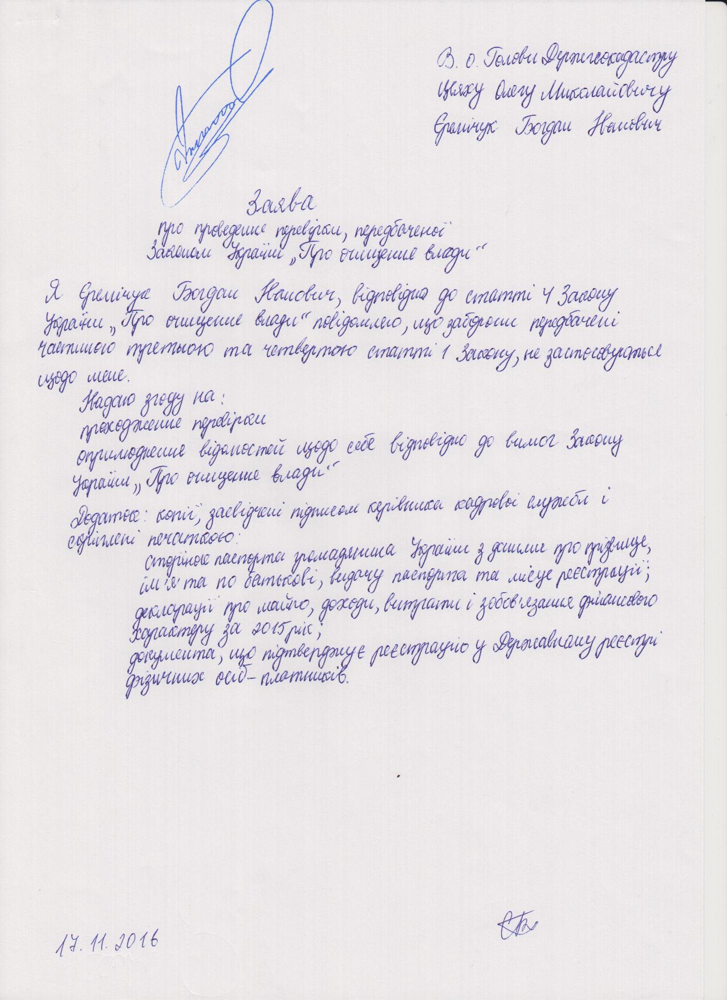 В. о. Голови Держгеокадастру
Цвяху Олегу Миколайовичу
Єремічук Богдан Іванович
Заява
про проведення перевірки, передбаченої
Законом України „Про очищення влади“
Я Єремічук Богдан Іванович, відповідно до статті 4 Закону
України „Про очищення влади“ повідомляю, що заборони передбачені
частиною третьою та четвертою статті 1 Закону, не застосовуються
щодо мене.
Надаю згоду на:
проходження перевірки
оприлюднення відомостей щодо себе відповідно до вимог Закону
України „Про очищення влади“
Додаток: копії, засвідчені підписом керівника кадрової служби і
скріплені печаткою:
сторінок паспорта громадянина України з даними про прізвище,
ім'я та по батькові, видачу паспорта та місце реєстрації;
декларації про майно, доходи, витрати і зобов'язання фінансового
характеру за 2015 рік;
документа, що підтверджує реєстрацію у Державному реєстрі
фізичних осіб-платників.
17.11.2016